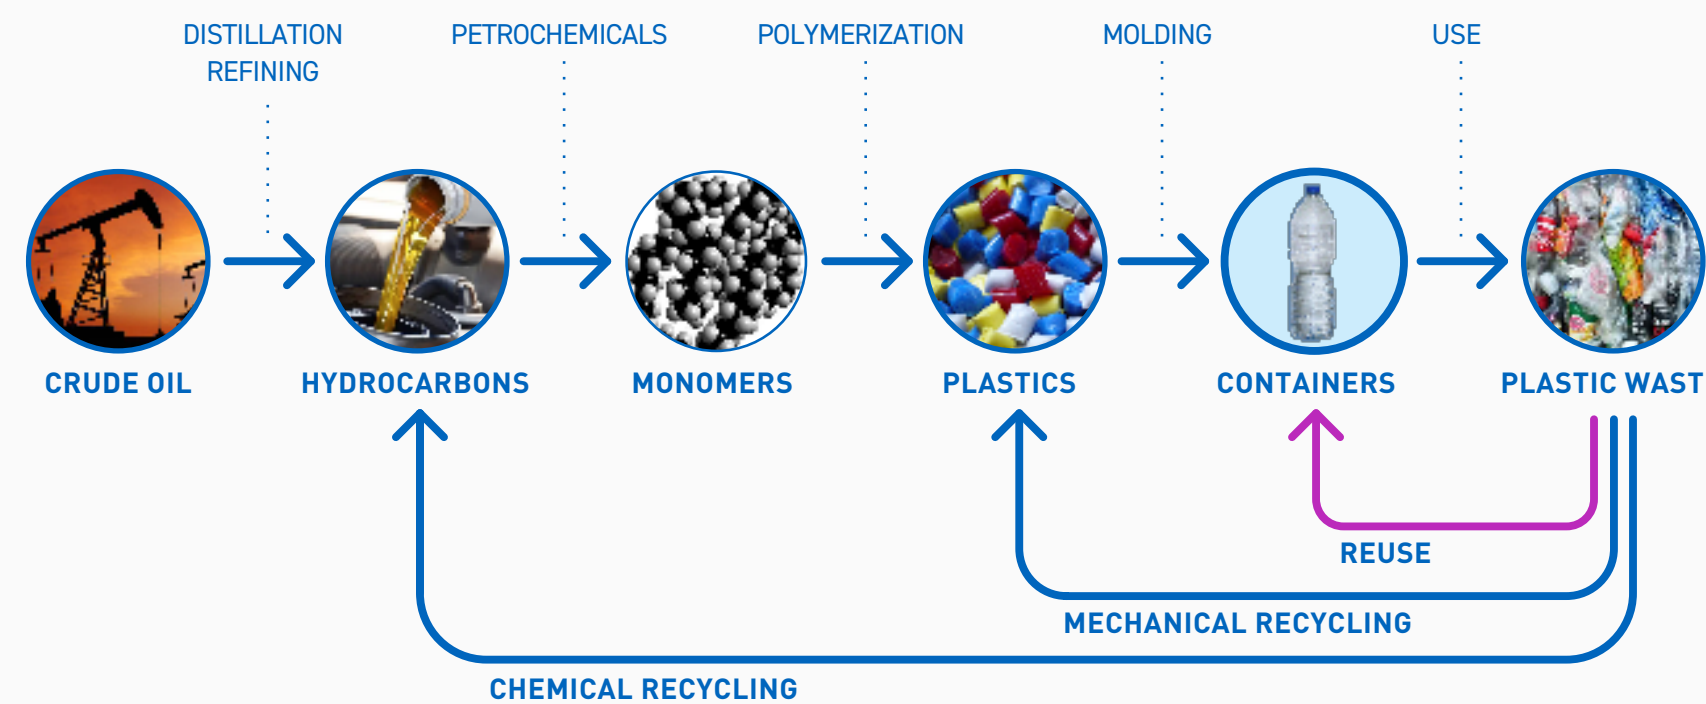 DISTILLATION
REFINING
PETROCHEMICALS
POLYMERIZATION
MOLDING
USE
CRUDE OIL
HYDROCARBONS
MONOMERS
PLASTICS
CONTAINERS
PLASTIC WAST
REUSE
MECHANICAL RECYCLING
CHEMICAL RECYCLING